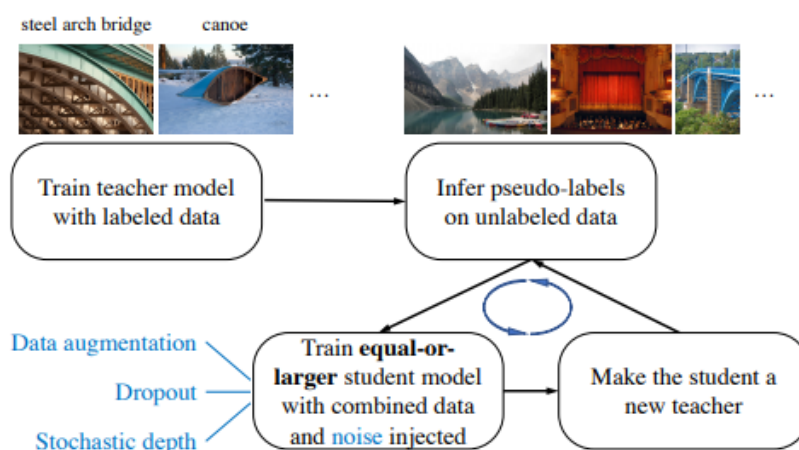 steel arch bridge
canoe
...
...
Train teacher model
with labeled data
Infer pseudo-labels
on unlabeled data
Data augmentation
Dropout
Stochastic depth
Train equal-or-
larger student model
with combined data
and noise injected
Make the student a
new teacher